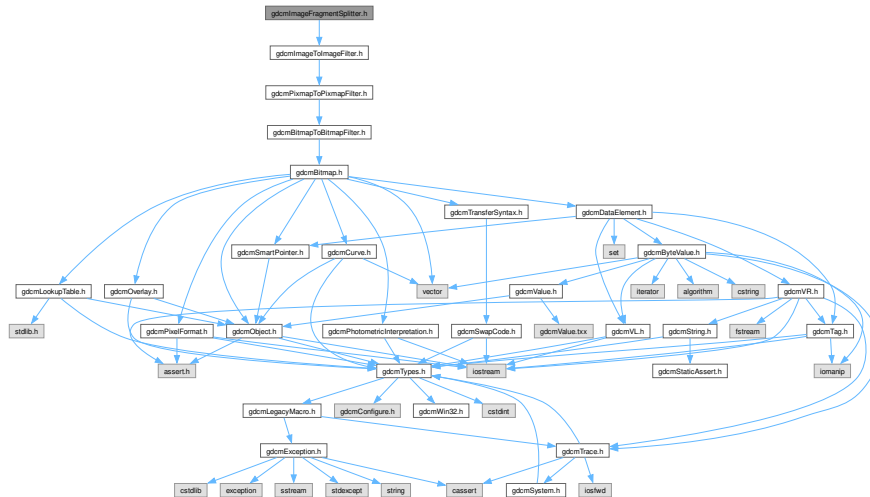 gdcmImageFragmentSplitter.h
gdcmImageToImageFilter.h
gdcmPixmapToPixmapFilter.h
gdcmBitmapToBitmapFilter.h
gdcmBitmap.h
gdcmTransferSyntax.h
gdcmDataElement.h
gdcmSmartPointer.h
gdcmCurve.h
set
gdcmByteValue.h
gdcmLookupTable.h
gdcmOverlay.h
vector
gdcmValue.h
iterator
algorithm
cstring
gdcmVR.h
stdlib.h
gdcmPixelFormat.h
gdcmObject.h
gdcmPhotometricInterpretation.h
gdcmSwapCode.h
gdcmValue.txx
gdcmVL.h
gdcmString.h
fstream
gdcmTag.h
assert.h
gdcmTypes.h
iostream
gdcmStaticAssert.h
iomanip
gdcmLegacyMacro.h
gdcmConfigure.h
gdcmWin32.h
cstdint
gdcmException.h
gdcmTrace.h
cstdlib
exception
sstream
stdexcept
string
cassert
gdcmSystem.h
iosfwd